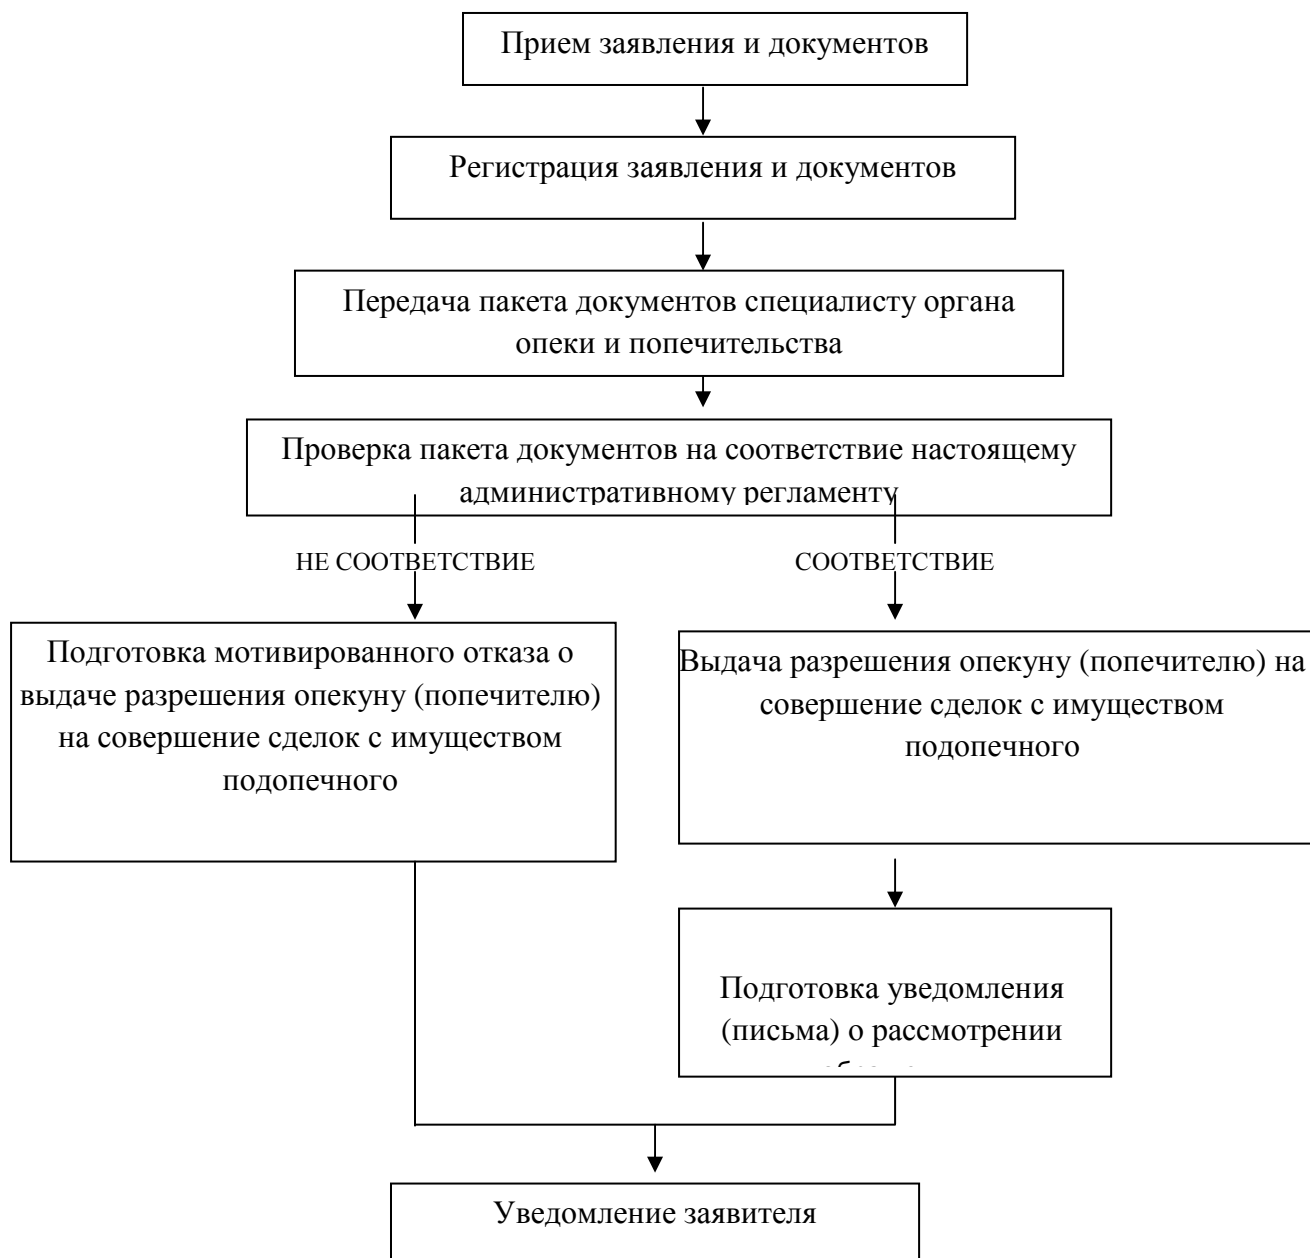 Прием заявления и документов
Регистрация заявления и документов
Передача пакета документов специалисту органа
опеки и попечительства
Проверка пакета документов на соответствие настоящему
административному регламенту
НЕ СООТВЕТСТВИЕ
СООТВЕТСТВИЕ
Подготовка мотивированного отказа о
выдаче разрешения опекуну (попечителю)
на совершение сделок с имуществом
подопечного
Выдача разрешения опекуну (попечителю) на
совершение сделок с имуществом
подопечного
Подготовка уведомления
(письма) о рассмотрении
Уведомление заявителя